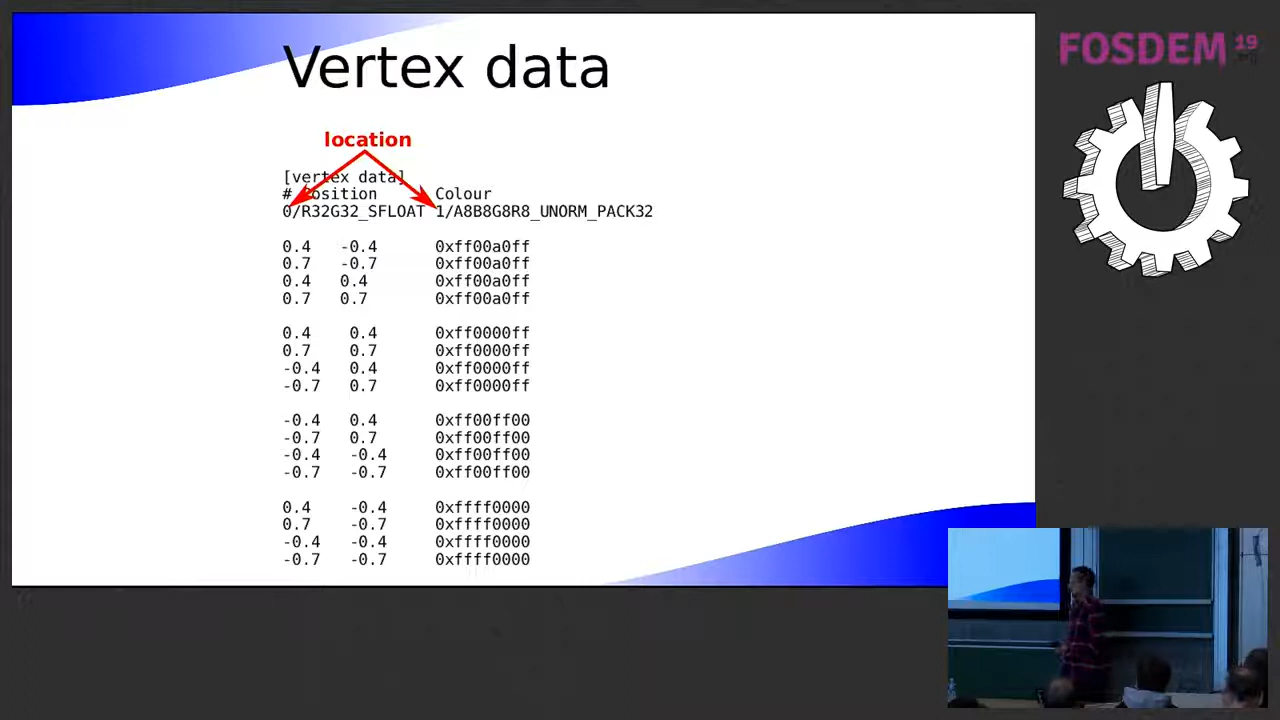 Vertex data
location
[vertex data]
# Position      Colour
0/R32G32_SFLOAT 1/A8B8G8R8_UNORM_PACK32
0.4   -0.4      0xff00a0ff
0.7   -0.7      0xff00a0ff
0.4   0.4       0xff00a0ff
0.7   0.7       0xff00a0ff
0.4    0.4      0xff0000ff
0.7    0.7      0xff0000ff
-0.4   0.4      0xff0000ff
-0.7   0.7      0xff0000ff
-0.4   0.4      0xff00ff00
-0.7   0.7      0xff00ff00
-0.4   -0.4     0xff00ff00
-0.7   -0.7     0xff00ff00
0.4    -0.4     0xffff0000
0.7    -0.7     0xffff0000
-0.4   -0.4     0xffff0000
-0.7   -0.7     0xffff0000
FOSDEM 19